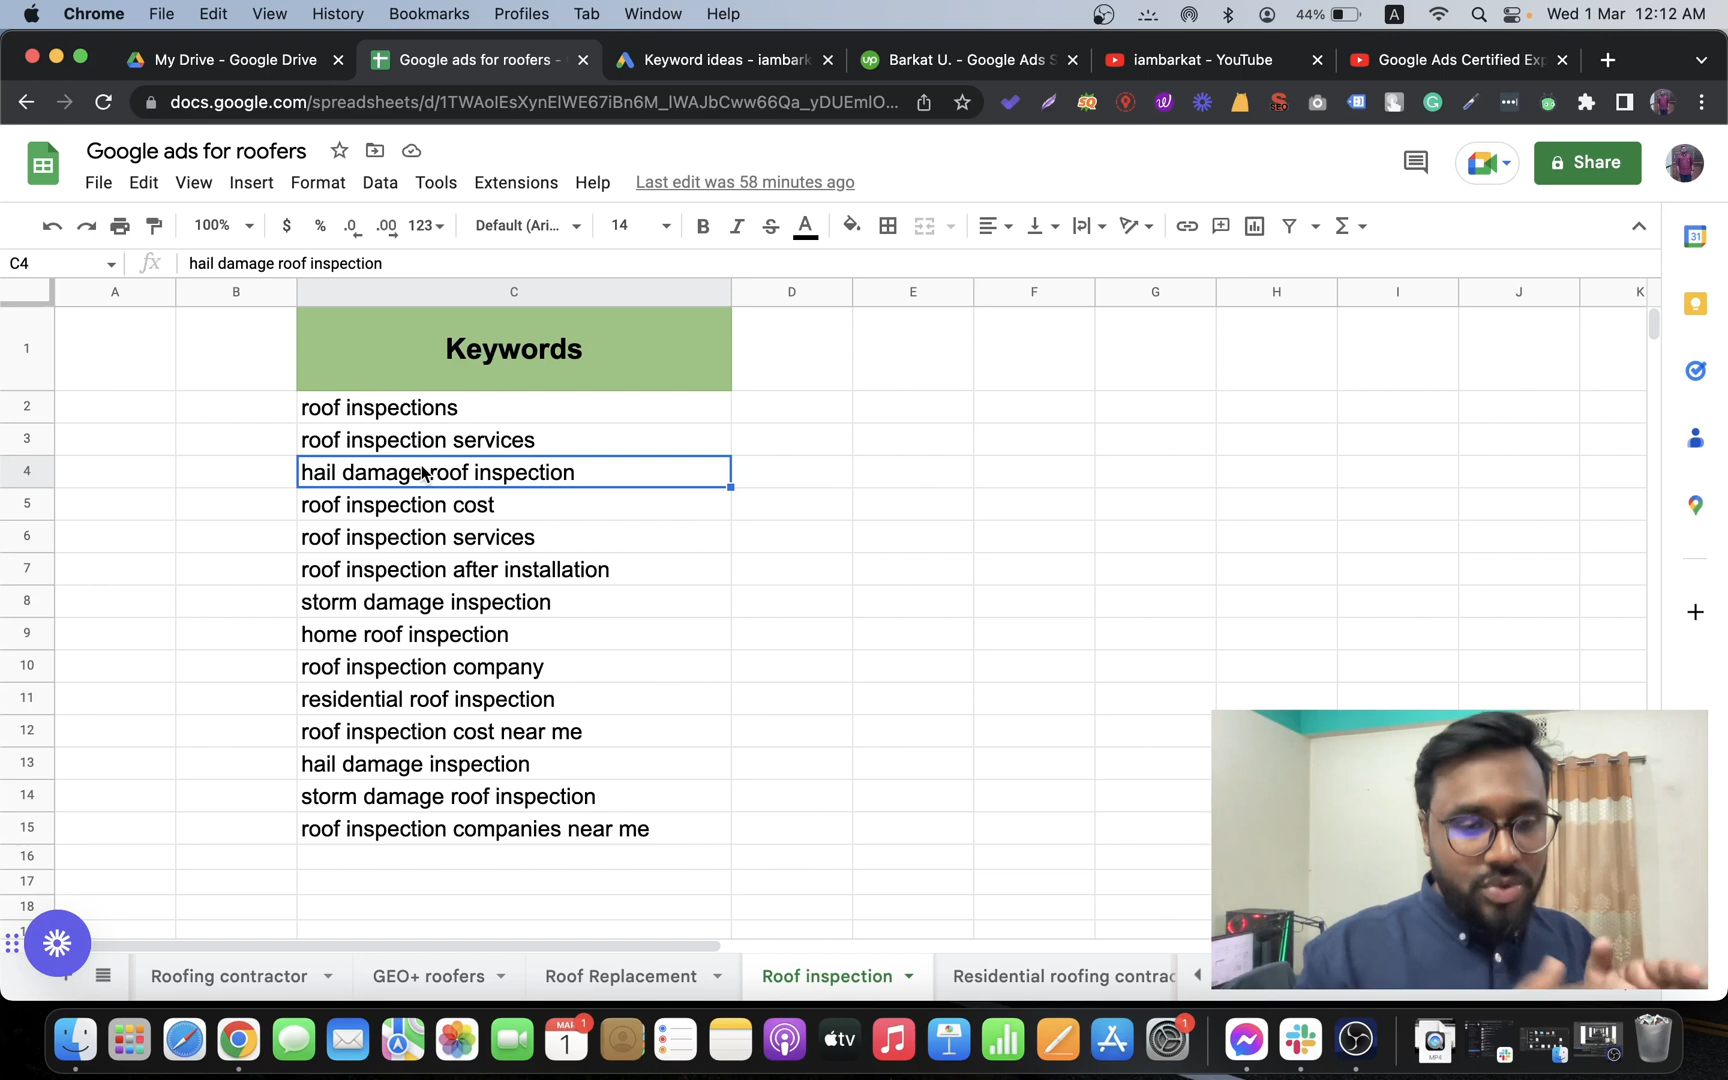 Chrome File Edit View History Bookmarks Profiles Tab Window Help 44% A Wed 1 Mar 12:12 AM
My Drive - Google Drive Google ads for roofers - Keyword ideas - iambark Barkat U. - Google Ads S iambarkat - YouTube Google Ads Certified Exp
docs.google.com/spreadsheets/d/1TWAoIEsXynElWE67iBn6M_lWAJbCww66Qa_yDUEmlO...
Google ads for roofers
Share
File Edit View Insert Format Data Tools Extensions Help Last edit was 58 minutes ago
100% $ % .0 .00 123 Default (Ari... 14 B I S A
C4 fx hail damage roof inspection
A B C D E F G H I J K
1 Keywords
2 roof inspections
3 roof inspection services
4 hail damage roof inspection
5 roof inspection cost
6 roof inspection services
7 roof inspection after installation
8 storm damage inspection
9 home roof inspection
10 roof inspection company
11 residential roof inspection
12 roof inspection cost near me
13 hail damage inspection
14 storm damage roof inspection
15 roof inspection companies near me
16
17
18
Roofing contractor GEO+ roofers Roof Replacement Roof inspection Residential roofing contrac
MAR 1
1
tv
1
MP4